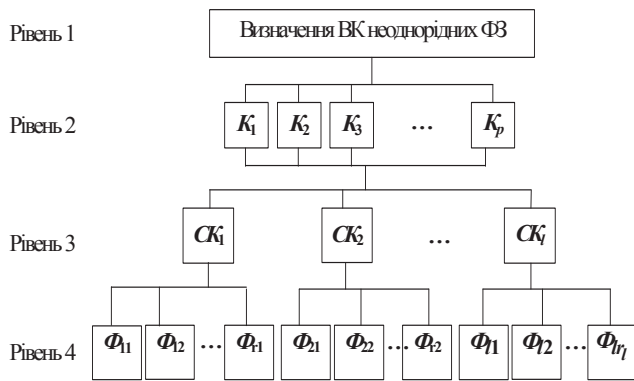 Рівень 1 Визначення ВК неоднорідних ФЗ
Рівень 2 K₁ K₂ K₃ ... Kₚ
Рівень 3 СК₁ СК₂ ... СКₗ
Рівень 4 Ф₁₁ Ф₁₂ ... Фᵣ₁ Ф₂₁ Ф₂₂ ... Фᵣ₂ Фₗ₁ Фₗ₂ ... Фₗᵣₗ